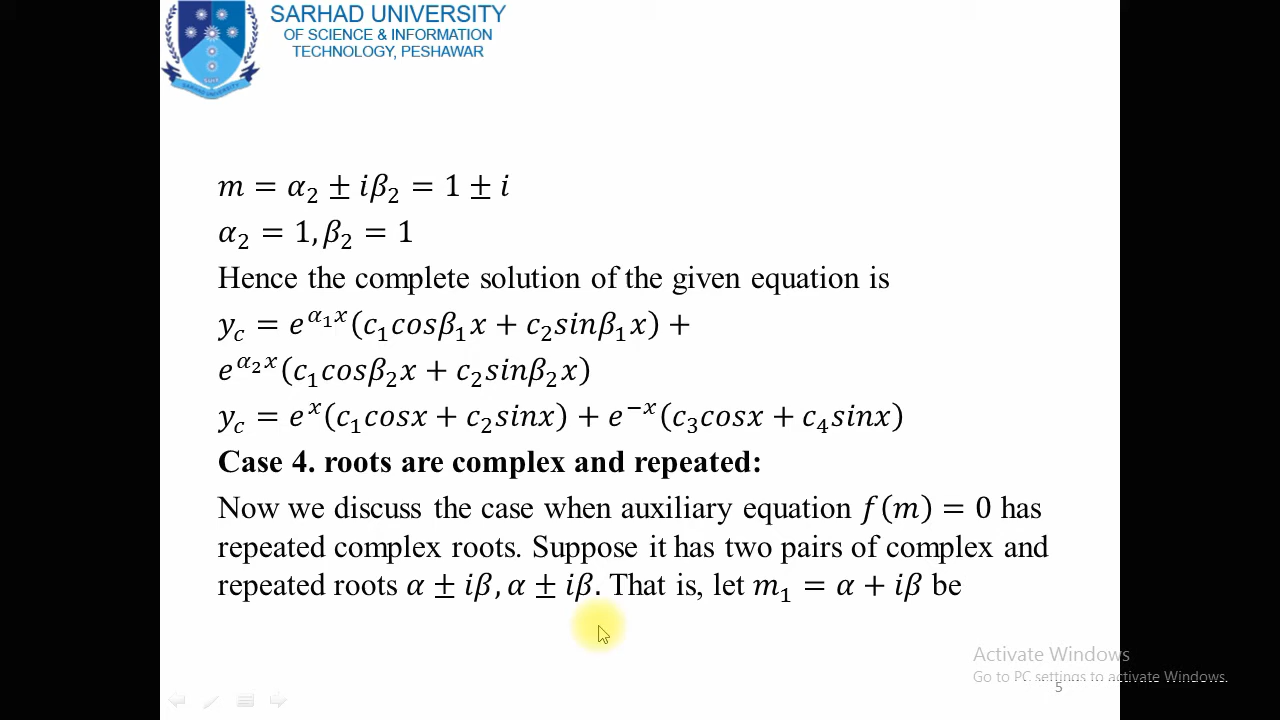 SARHAD UNIVERSITY
OF SCIENCE & INFORMATION
TECHNOLOGY, PESHAWAR
SARHAD UNIVERSITY
m = α₂ ± iβ₂ = 1 ± i
α₂ = 1, β₂ = 1
Hence the complete solution of the given equation is
y_c = e^{α₁x}(c₁cosβ₁x + c₂sinβ₁x) +
e^{α₂x}(c₁cosβ₂x + c₂sinβ₂x)
y_c = e^x(c₁cosx + c₂sinx) + e^{−x}(c₃cosx + c₄sinx)
Case 4. roots are complex and repeated:
Now we discuss the case when auxiliary equation f(m) = 0 has
repeated complex roots. Suppose it has two pairs of complex and
repeated roots α ± iβ, α ± iβ. That is, let m₁ = α + iβ be
Activate Windows
Go to PC settings to activate Windows.
5